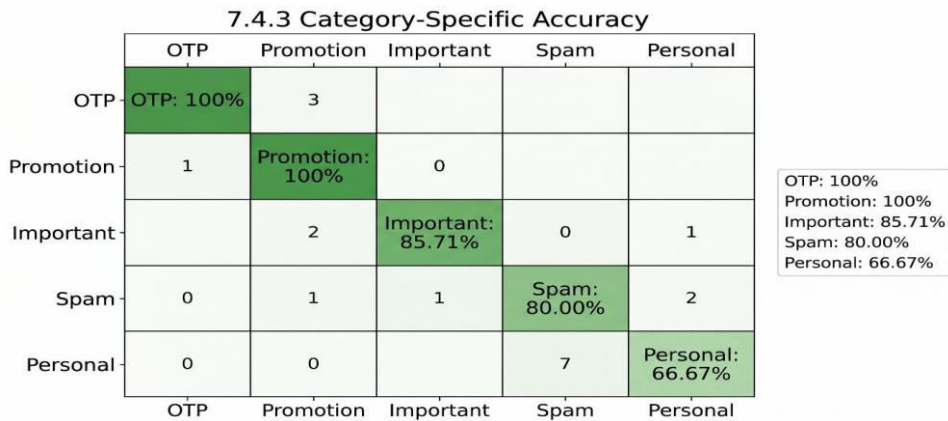 7.4.3 Category-Specific Accuracy
OTP Promotion Important Spam Personal
OTP OTP: 100% 3
Promotion 1 Promotion: 100% 0
Important 2 Important: 85.71% 0 1
Spam 0 1 1 Spam: 80.00% 2
Personal 0 0 7 Personal: 66.67%
OTP Promotion Important Spam Personal
OTP: 100%
Promotion: 100%
Important: 85.71%
Spam: 80.00%
Personal: 66.67%